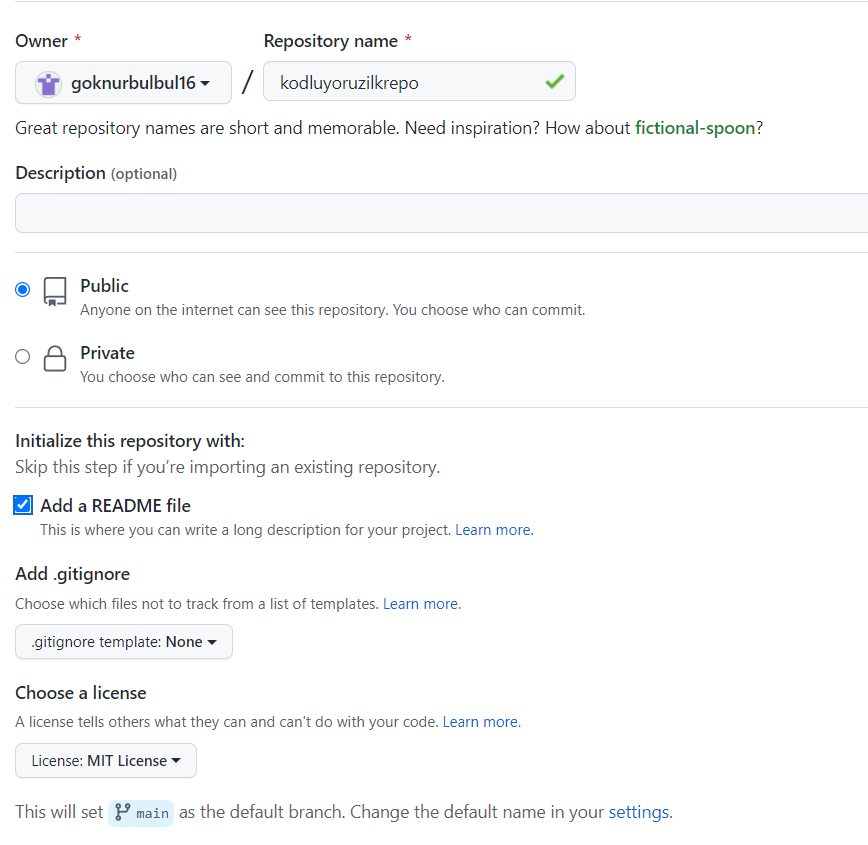 Owner * Repository name *
goknurbulbul16 / kodluyoruzilkrepo
Great repository names are short and memorable. Need inspiration? How about fictional-spoon?
Description (optional)
Public
Anyone on the internet can see this repository. You choose who can commit.
Private
You choose who can see and commit to this repository.
Initialize this repository with:
Skip this step if you’re importing an existing repository.
Add a README file
This is where you can write a long description for your project. Learn more.
Add .gitignore
Choose which files not to track from a list of templates. Learn more.
.gitignore template: None
Choose a license
A license tells others what they can and can't do with your code. Learn more.
License: MIT License
This will set main as the default branch. Change the default name in your settings.